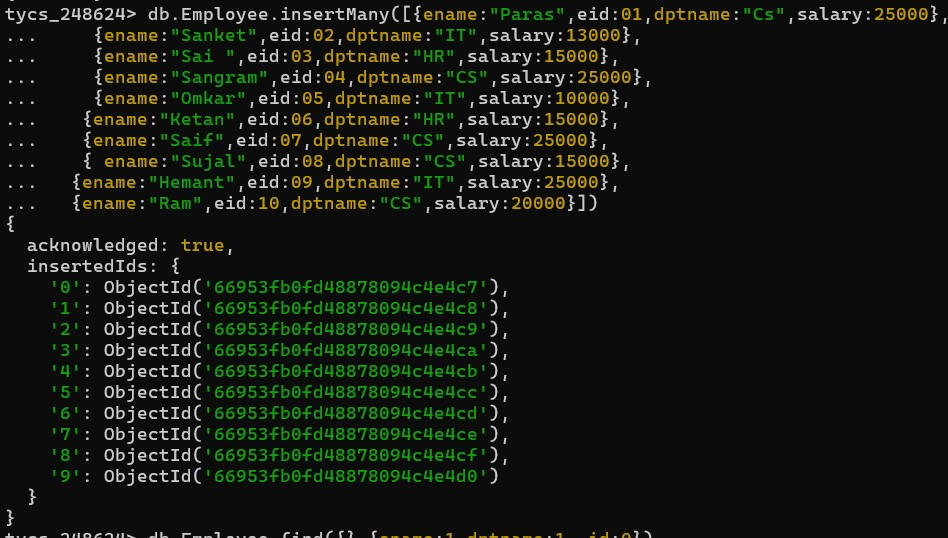 tycs_248624> db.Employee.insertMany([{ename:"Paras",eid:01,dptname:"Cs",salary:25000},
...     {ename:"Sanket",eid:02,dptname:"IT",salary:13000},
...     {ename:"Sai ",eid:03,dptname:"HR",salary:15000},
...     {ename:"Sangram",eid:04,dptname:"CS",salary:25000},
...     {ename:"Omkar",eid:05,dptname:"IT",salary:10000},
...    {ename:"Ketan",eid:06,dptname:"HR",salary:15000},
...    {ename:"Saif",eid:07,dptname:"CS",salary:25000},
...    { ename:"Sujal",eid:08,dptname:"CS",salary:15000},
...   {ename:"Hemant",eid:09,dptname:"IT",salary:25000},
...   {ename:"Ram",eid:10,dptname:"CS",salary:20000}])
{
  acknowledged: true,
  insertedIds: {
    '0': ObjectId('66953fb0fd48878094c4e4c7'),
    '1': ObjectId('66953fb0fd48878094c4e4c8'),
    '2': ObjectId('66953fb0fd48878094c4e4c9'),
    '3': ObjectId('66953fb0fd48878094c4e4ca'),
    '4': ObjectId('66953fb0fd48878094c4e4cb'),
    '5': ObjectId('66953fb0fd48878094c4e4cc'),
    '6': ObjectId('66953fb0fd48878094c4e4cd'),
    '7': ObjectId('66953fb0fd48878094c4e4ce'),
    '8': ObjectId('66953fb0fd48878094c4e4cf'),
    '9': ObjectId('66953fb0fd48878094c4e4d0')
  }
}
tycs_248624> db.Employee.find({},{ename:1,dptname:1,_id:0})